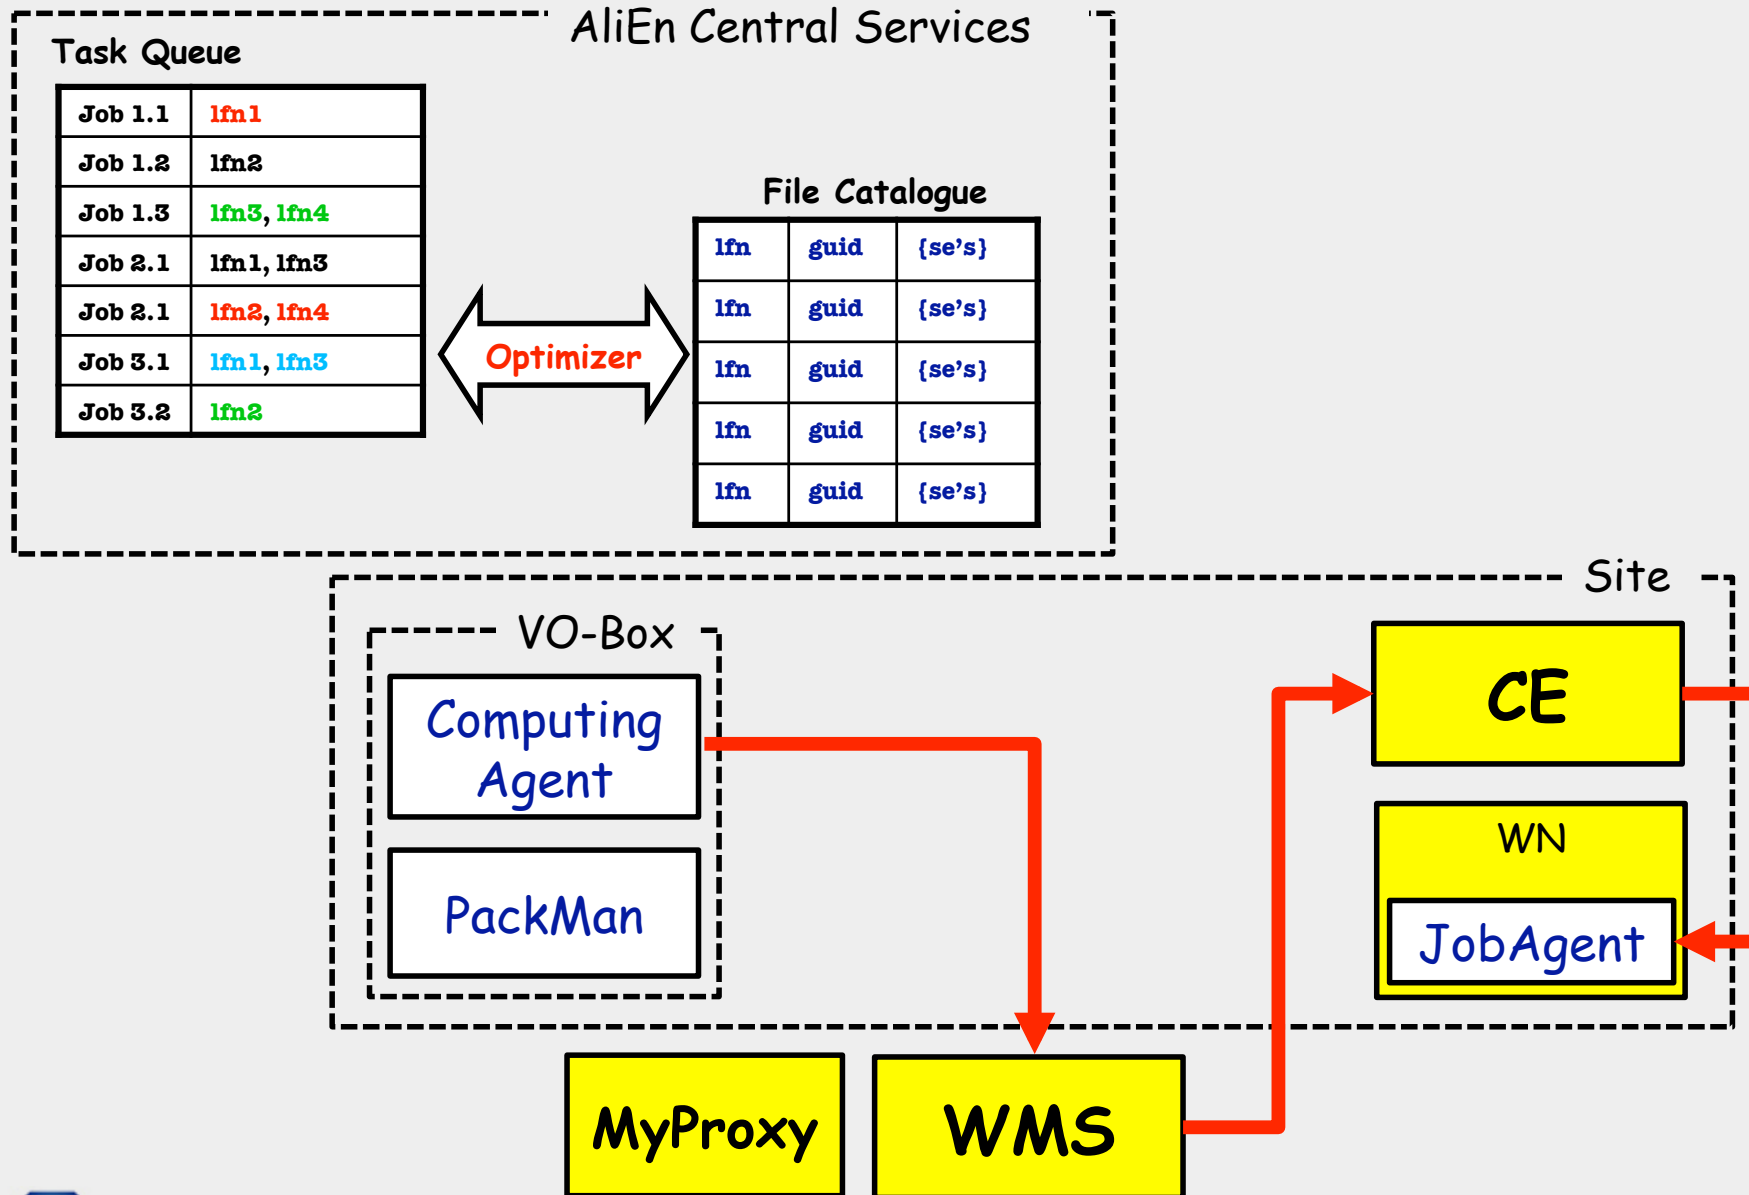 AliEn Central Services
Task Queue
Job 1.1 lfn1
Job 1.2 lfn2
Job 1.3 lfn3, lfn4
Job 2.1 lfn1, lfn3
Job 2.1 lfn2, lfn4
Job 3.1 lfn1, lfn3
Job 3.2 lfn2
Optimizer
File Catalogue
lfn guid {se's}
lfn guid {se's}
lfn guid {se's}
lfn guid {se's}
lfn guid {se's}
Site
VO-Box
Computing
Agent
PackMan
CE
WN
JobAgent
MyProxy
WMS